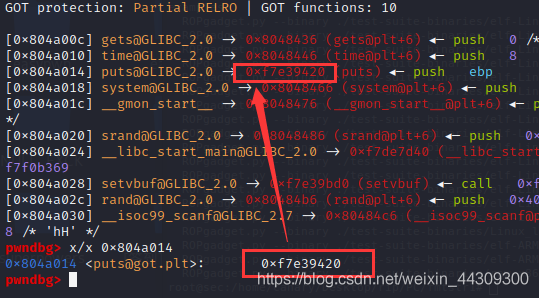 GOT protection: Partial RELRO | GOT functions: 10
[0×804a00c] gets@GLIBC_2.0 → 0×8048436 (gets@plt+6) ← push 0 /*
[0×804a010] time@GLIBC_2.0 → 0×8048446 (time@plt+6) ← push 8
[0×804a014] puts@GLIBC_2.0 → 0×f7e39420 (puts) ← push ebp
[0×804a018] system@GLIBC_2.0 → 0×8048466 (system@plt+6) ← push
[0×804a01c] __gmon_start__ → 0×8048476 (__gmon_start__@plt+6) ←
*/
[0×804a020] srand@GLIBC_2.0 → 0×8048486 (srand@plt+6) ← push 0
[0×804a024] __libc_start_main@GLIBC_2.0 → 0×f7de7d40 (__libc_start
f7f0b369
[0×804a028] setvbuf@GLIBC_2.0 → 0×f7e39bd0 (setvbuf) ← call 0×f
[0×804a02c] rand@GLIBC_2.0 → 0×80484b6 (rand@plt+6) ← push 0×40
[0×804a030] __isoc99_scanf@GLIBC_2.7 → 0×80484c6 (__isoc99_scanf@p
8 /* 'hH' */
pwndbg> x/x 0×804a014
0×804a014 <puts@got.plt>: 0×f7e39420
pwndbg>
https://blog.csdn.net/weixin_44309300